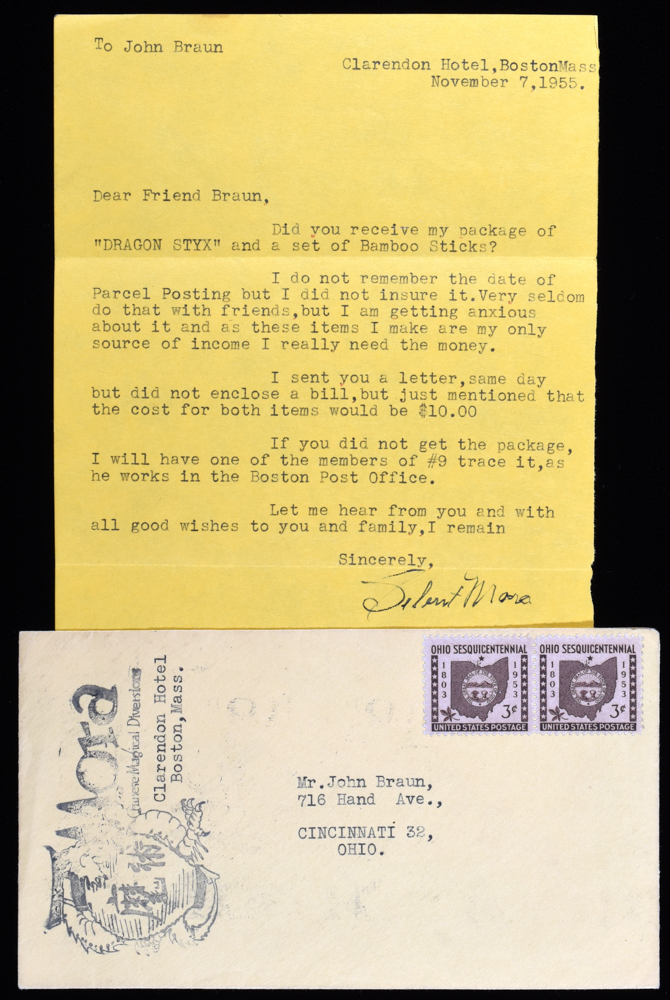 To John Braun
Clarendon Hotel,BostonMass
November 7,1955.
Dear Friend Braun,
Did you receive my package of
"DRAGON STYX" and a set of Bamboo Sticks?
I do not remember the date of
Parcel Posting but I did not insure it.Very seldom
do that with friends,but I am getting anxious
about it and as these items I make are my only
source of income I really need the money.
I sent you a letter,same day
but did not enclose a bill,but just mentioned that
the cost for both items would be $10.00
If you did not get the package,
I will have one of the members of #9 trace it,as
he works in the Boston Post Office.
Let me hear from you and with
all good wishes to you and family,I remain
Sincerely,
Silent Mora
OHIO SESQUICENTENNIAL
1803
1953
3¢
UNITED STATES POSTAGE
OHIO SESQUICENTENNIAL
1803
1953
3¢
UNITED STATES POSTAGE
Mora
Chinese Magical Diversions
Clarendon Hotel
Boston,Mass.
魔術
Mr.John Braun,
716 Hand Ave.,
CINCINNATI 32,
OHIO.